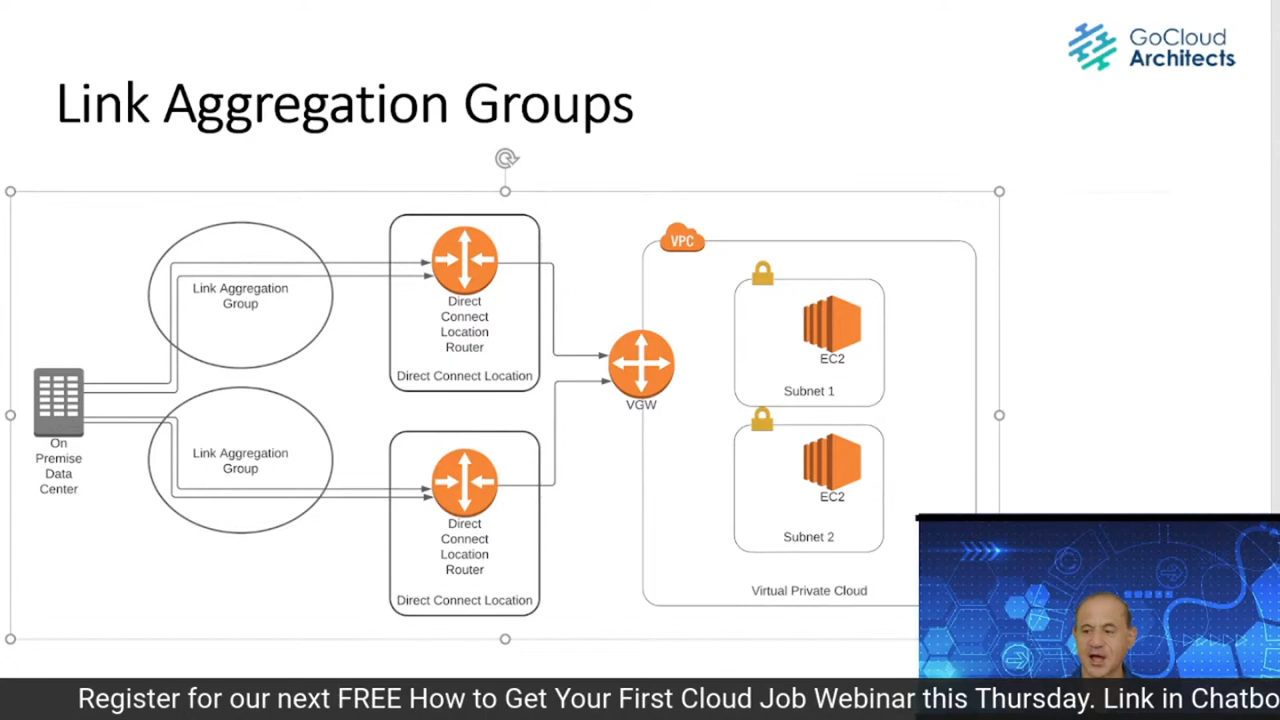 GoCloud
Architects
Link Aggregation Groups
Link Aggregation
Group
Direct
Connect
Location
Router
Direct Connect Location
VPC
EC2
Subnet 1
VGW
On
Premise
Data
Center
Link Aggregation
Group
Direct
Connect
Location
Router
Direct Connect Location
EC2
Subnet 2
Virtual Private Cloud
Register for our next FREE How to Get Your First Cloud Job Webinar this Thursday. Link in Chatbo